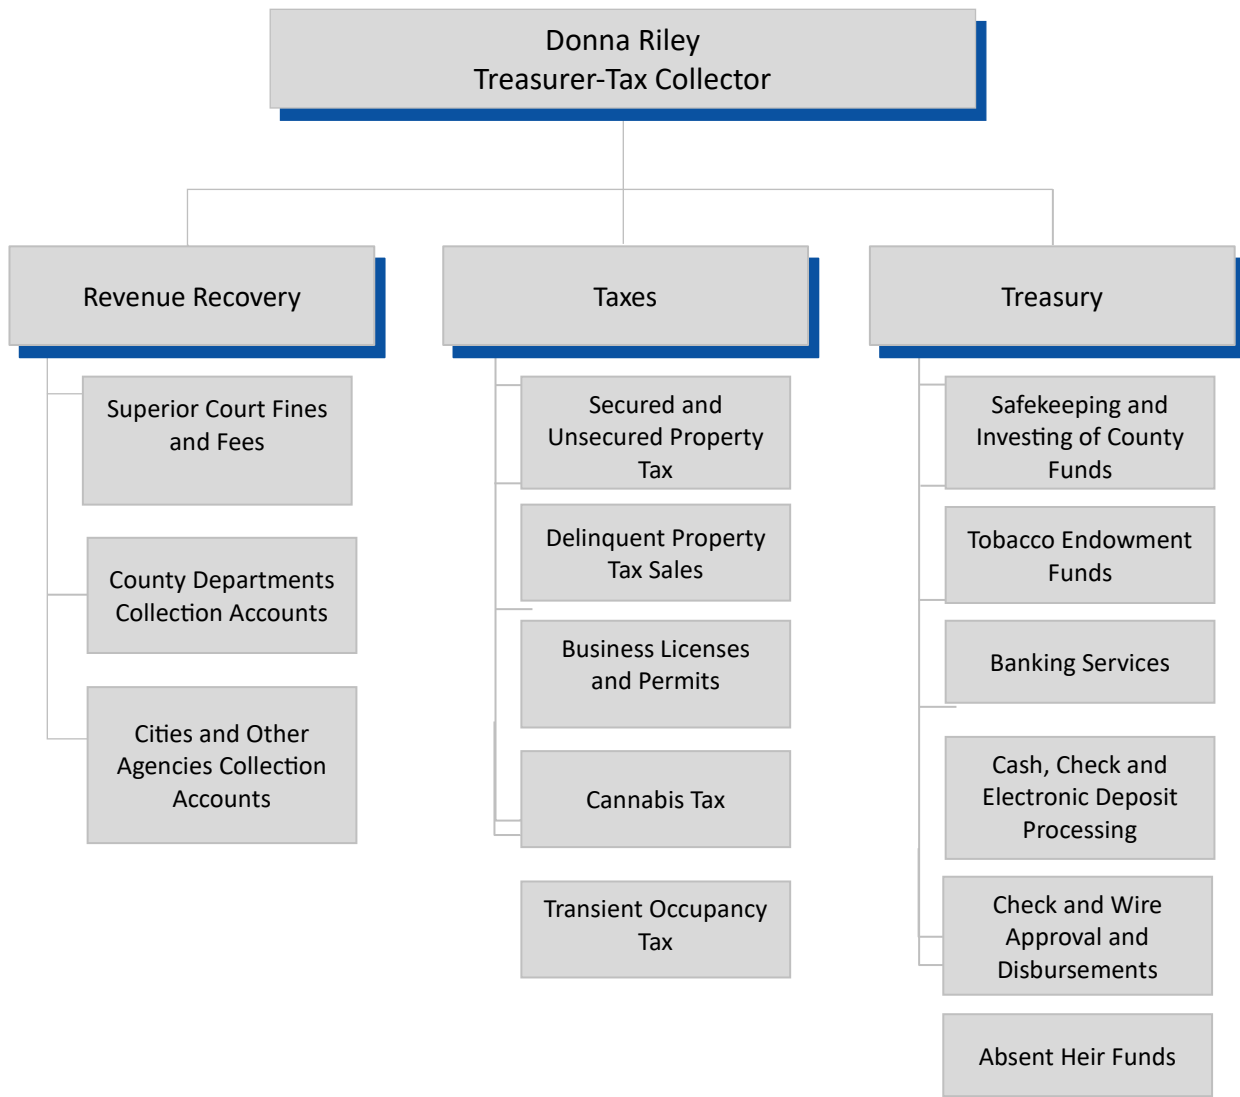 Donna Riley
Treasurer-Tax Collector
Revenue Recovery
Superior Court Fines
and Fees
County Departments
Collection Accounts
Cities and Other
Agencies Collection
Accounts
Taxes
Secured and
Unsecured Property
Tax
Delinquent Property
Tax Sales
Business Licenses
and Permits
Cannabis Tax
Transient Occupancy
Tax
Treasury
Safekeeping and
Investing of County
Funds
Tobacco Endowment
Funds
Banking Services
Cash, Check and
Electronic Deposit
Processing
Check and Wire
Approval and
Disbursements
Absent Heir Funds